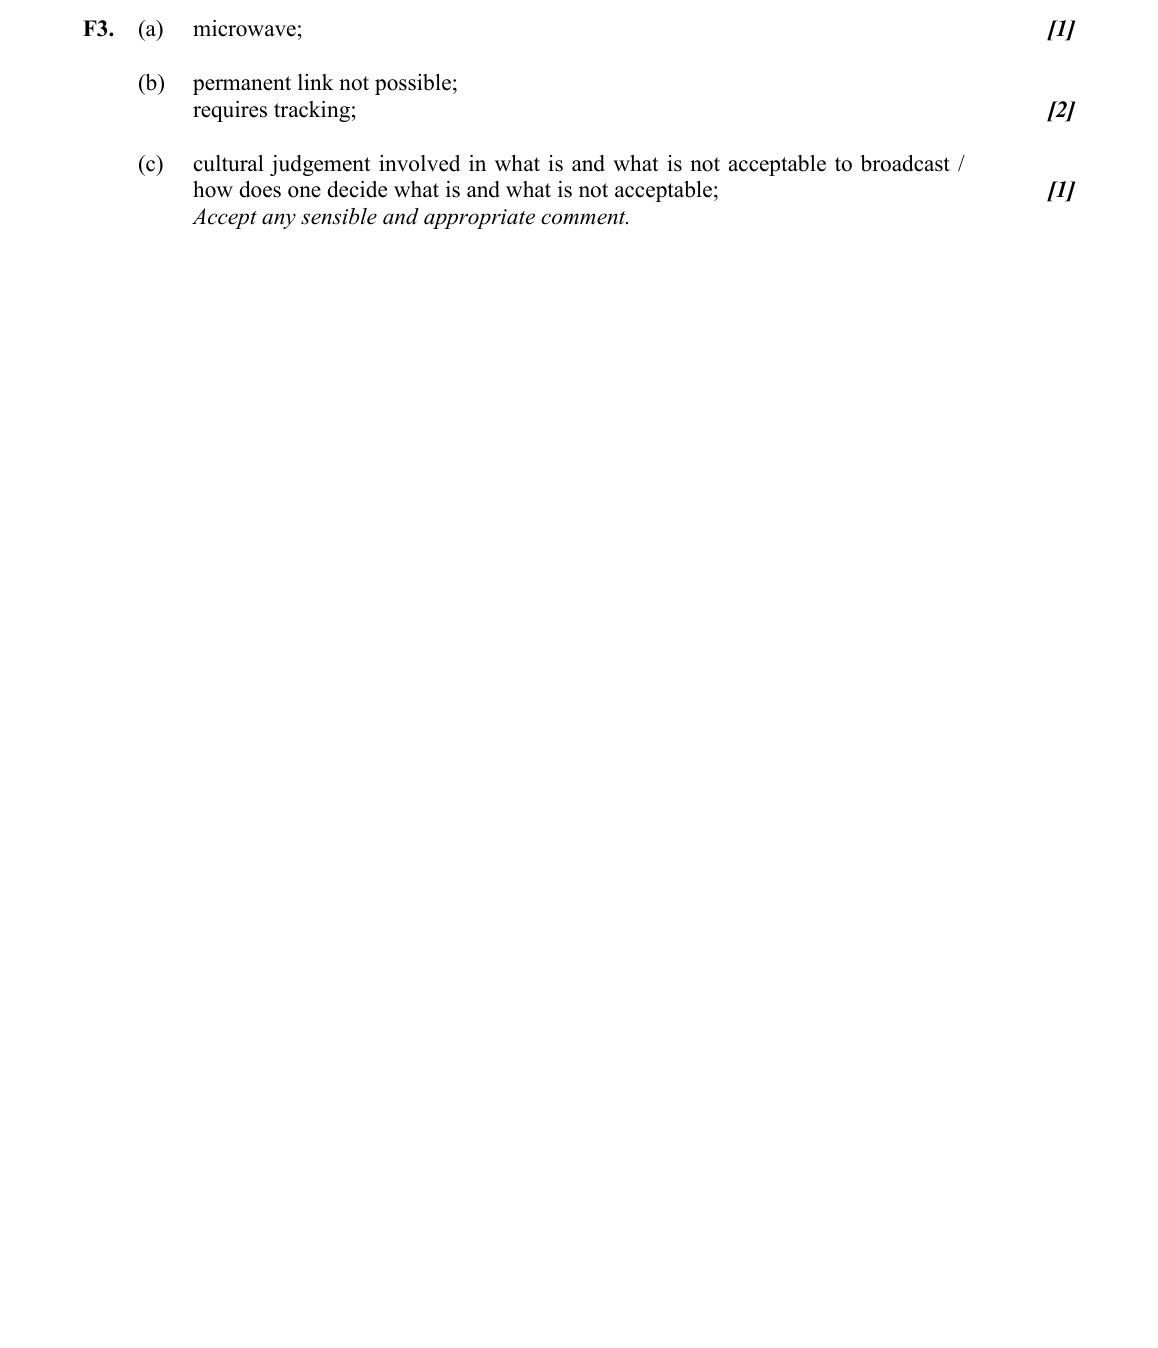 F3. (a) microwave; [1]
(b) permanent link not possible;
requires tracking; [2]
(c) cultural judgement involved in what is and what is not acceptable to broadcast /
how does one decide what is and what is not acceptable; [1]
Accept any sensible and appropriate comment.